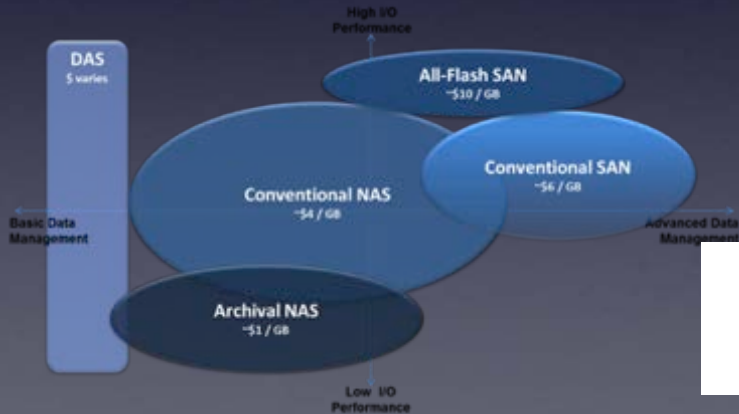 High I/O
Performance
DAS
$ varies
All-Flash SAN
~$10 / GB
Conventional SAN
~$6 / GB
Conventional NAS
~$4 / GB
Basic Data
Management
Advanced Data
Management
Archival NAS
~$1 / GB
Low I/O
Performance